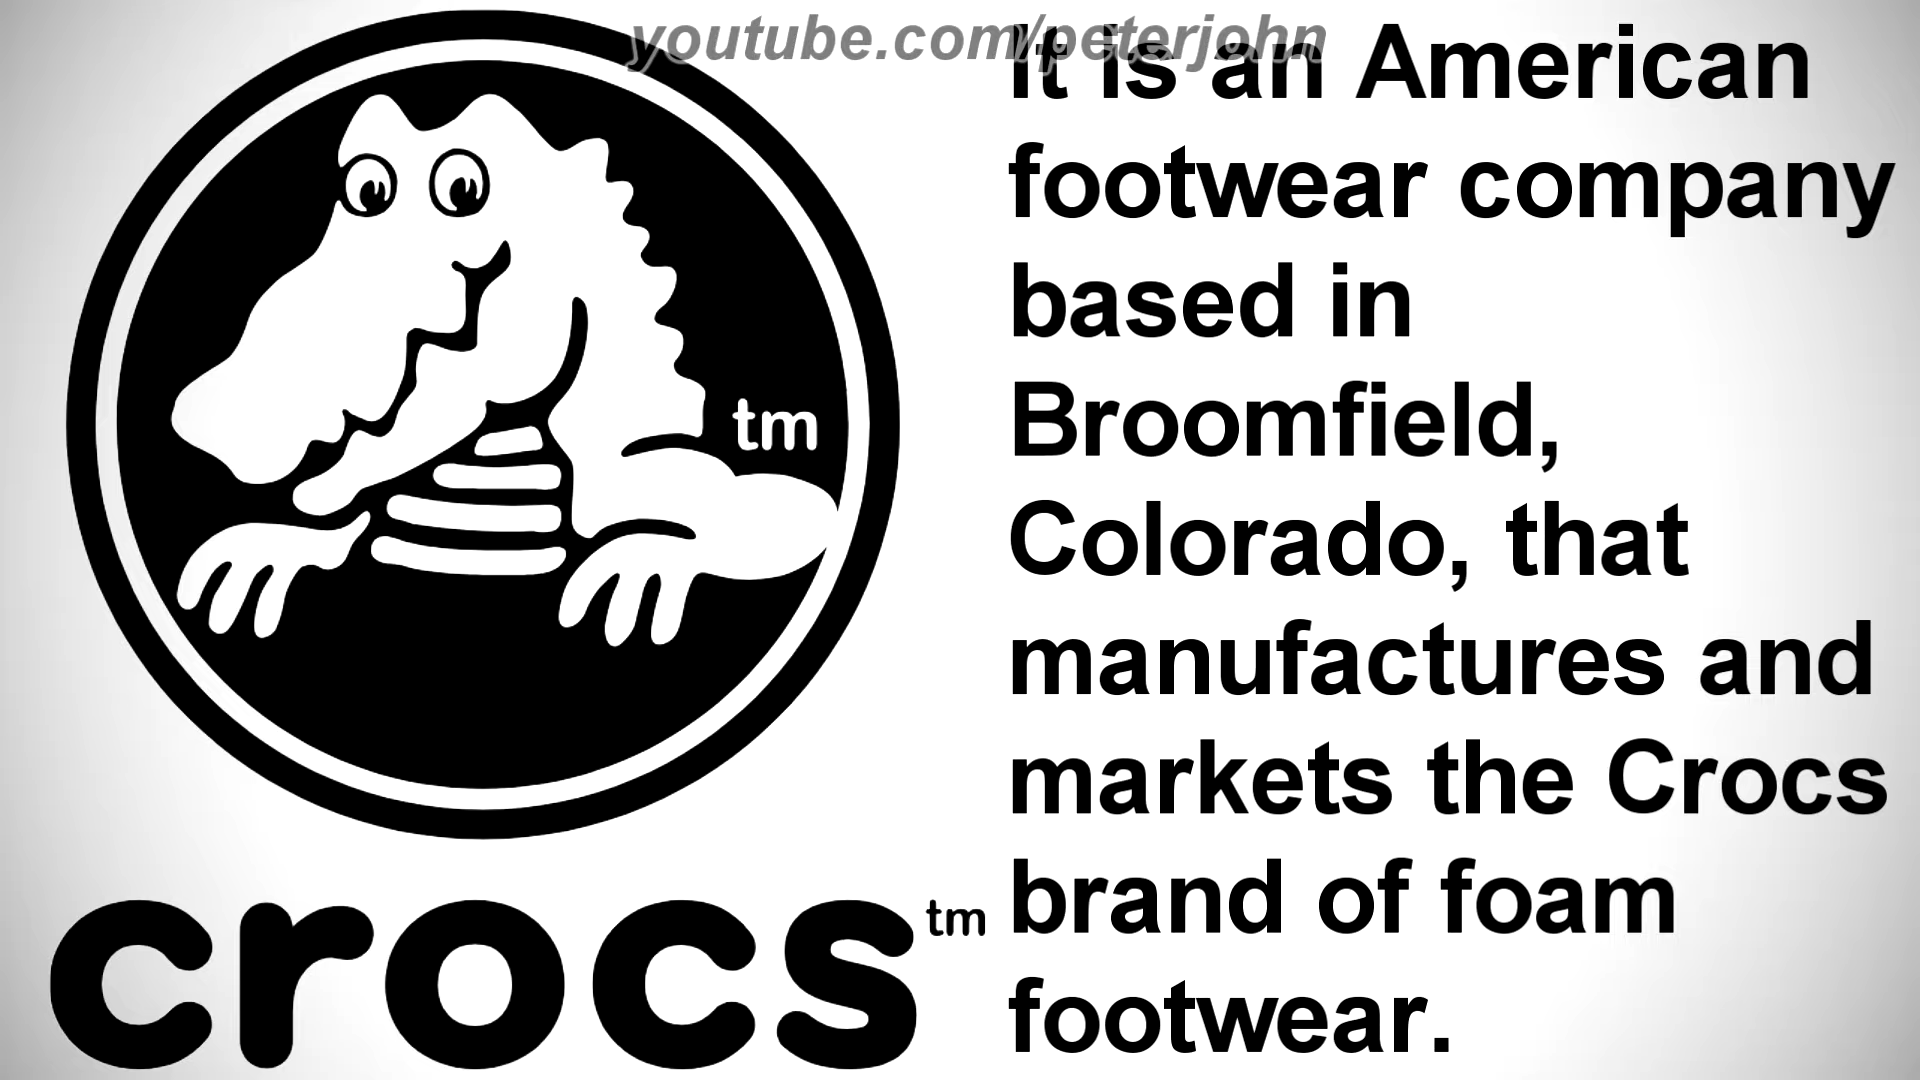 youtube.com/peterjohn
It is an American
footwear company
based in
Broomfield,
Colorado, that
manufactures and
markets the Crocs
brand of foam
footwear.
tm
crocs tm